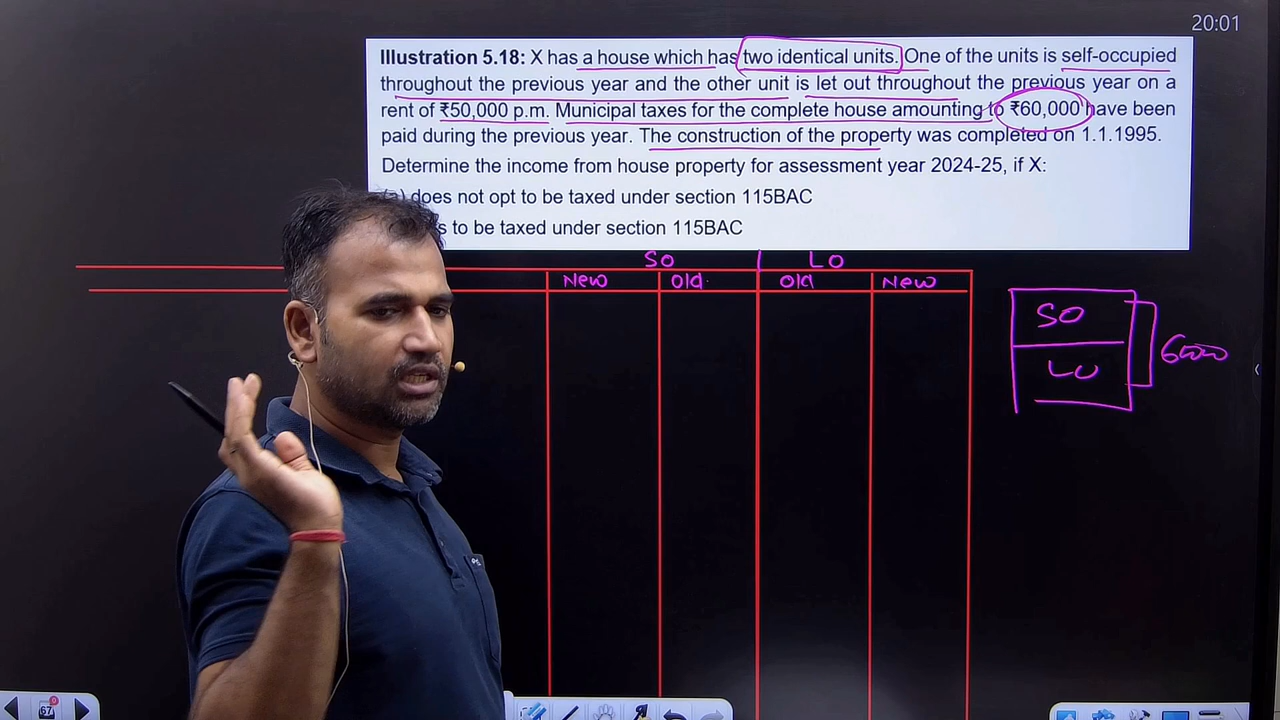 20:01
Illustration 5.18: X has a house which has two identical units. One of the units is self-occupied
throughout the previous year and the other unit is let out throughout the previous year on a
rent of ₹50,000 p.m. Municipal taxes for the complete house amounting to ₹60,000 have been
paid during the previous year. The construction of the property was completed on 1.1.1995.
Determine the income from house property for assessment year 2024-25, if X:
(a) does not opt to be taxed under section 115BAC
to be taxed under section 115BAC
SO LO
New Old Old New
SO
LO
67